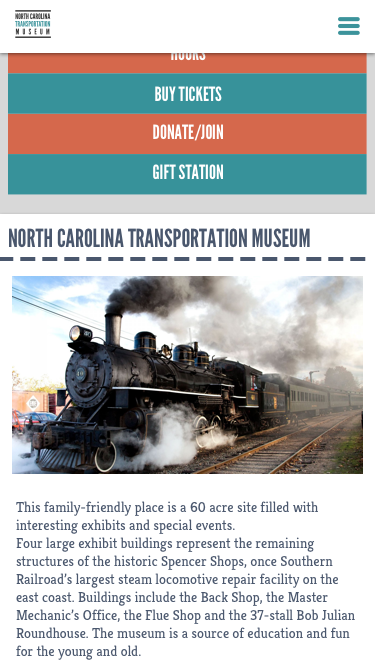 NORTH CAROLINA
TRANSPORTATION
MUSEUM
HOURS
BUY TICKETS
DONATE/JOIN
GIFT STATION
NORTH CAROLINA TRANSPORTATION MUSEUM
This family-friendly place is a 60 acre site filled with
interesting exhibits and special events.
Four large exhibit buildings represent the remaining
structures of the historic Spencer Shops, once Southern
Railroad's largest steam locomotive repair facility on the
east coast. Buildings include the Back Shop, the Master
Mechanic's Office, the Flue Shop and the 37-stall Bob Julian
Roundhouse. The museum is a source of education and fun
for the young and old.